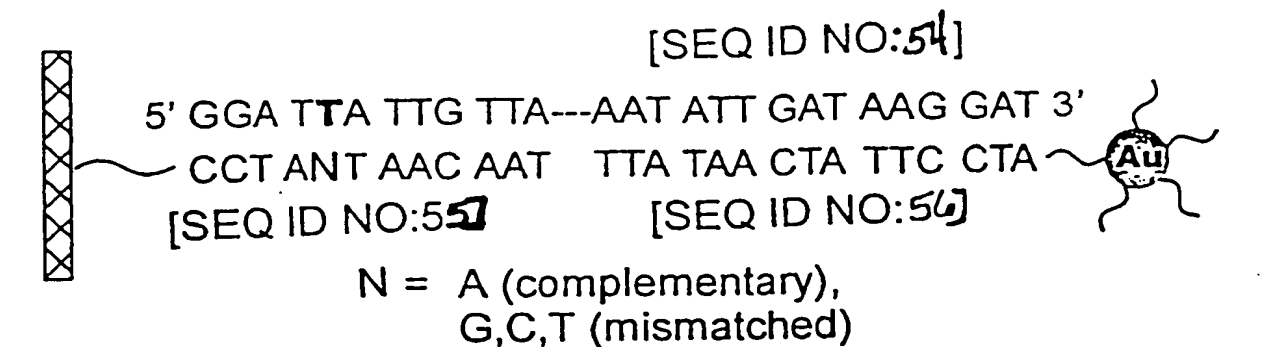 [SEQ ID NO:54]
5' GGA TTA TTG TTA---AAT ATT GAT AAG GAT 3'
CCT ANT AAC AAT TTA TAA CTA TTC CTA Au
[SEQ ID NO:55] [SEQ ID NO:56]
N = A (complementary),
G,C,T (mismatched)